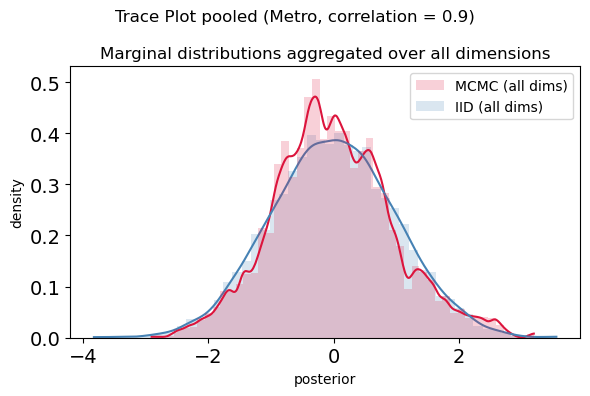 Trace Plot pooled (Metro, correlation = 0.9)
Marginal distributions aggregated over all dimensions
MCMC (all dims)
IID (all dims)
density
0.5
0.4
0.3
0.2
0.1
0.0
−4
−2
0
2
posterior